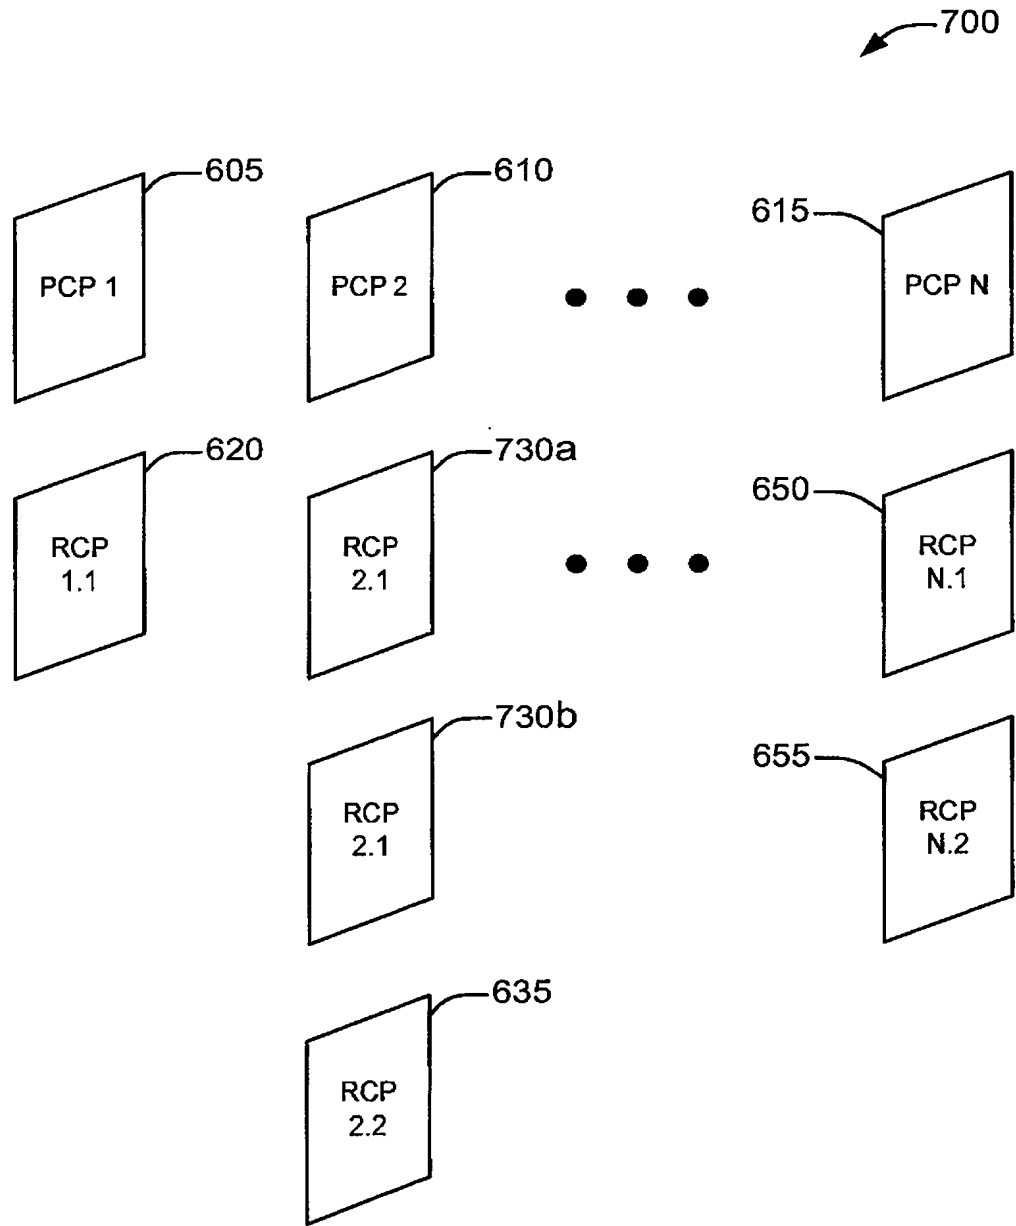 700
605
610
615
PCP 1
PCP 2
PCP N
620
730a
650
RCP
1.1
RCP
2.1
RCP
N.1
730b
655
RCP
2.1
RCP
N.2
635
RCP
2.2